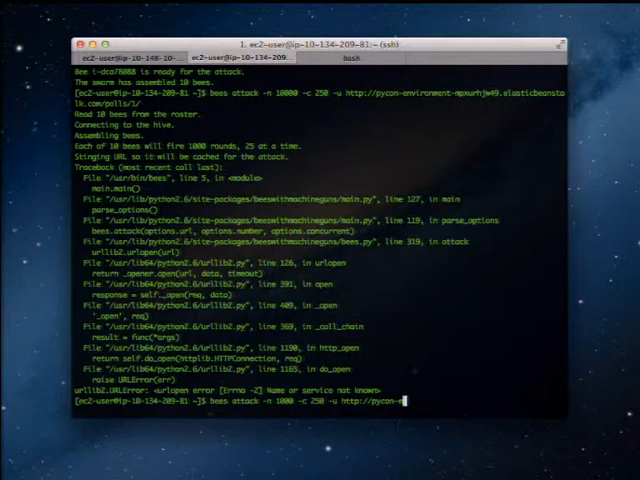 1. ec2-user@ip-10-134-209-81:~ (ssh)
ec2-user@ip-10-148-10-... ec2-user@ip-10-134-209... bash
Bee i-dca78088 is ready for the attack.
The swarm has assembled 10 bees.
[ec2-user@ip-10-134-209-81 ~]$ bees attack -n 10000 -c 250 -u http://pycon-environment-mpxurhjw49.elasticbeansta
lk.com/polls/1/
Read 10 bees from the roster.
Connecting to the hive.
Assembling bees.
Each of 10 bees will fire 1000 rounds, 25 at a time.
Stinging URL so it will be cached for the attack.
Traceback (most recent call last):
File "/usr/bin/bees", line 5, in <module>
main.main()
File "/usr/lib/python2.6/site-packages/beeswithmachineguns/main.py", line 127, in main
parse_options()
File "/usr/lib/python2.6/site-packages/beeswithmachineguns/main.py", line 119, in parse_options
bees.attack(options.url, options.number, options.concurrent)
File "/usr/lib/python2.6/site-packages/beeswithmachineguns/bees.py", line 319, in attack
urllib2.urlopen(url)
File "/usr/lib64/python2.6/urllib2.py", line 126, in urlopen
return _opener.open(url, data, timeout)
File "/usr/lib64/python2.6/urllib2.py", line 391, in open
response = self._open(req, data)
File "/usr/lib64/python2.6/urllib2.py", line 409, in _open
'_open', req)
File "/usr/lib64/python2.6/urllib2.py", line 369, in _call_chain
result = func(*args)
File "/usr/lib64/python2.6/urllib2.py", line 1190, in http_open
return self.do_open(httplib.HTTPConnection, req)
File "/usr/lib64/python2.6/urllib2.py", line 1165, in do_open
raise URLError(err)
urllib2.URLError: <urlopen error [Errno -2] Name or service not known>
[ec2-user@ip-10-134-209-81 ~]$ bees attack -n 1000 -c 250 -u http://pycon-e